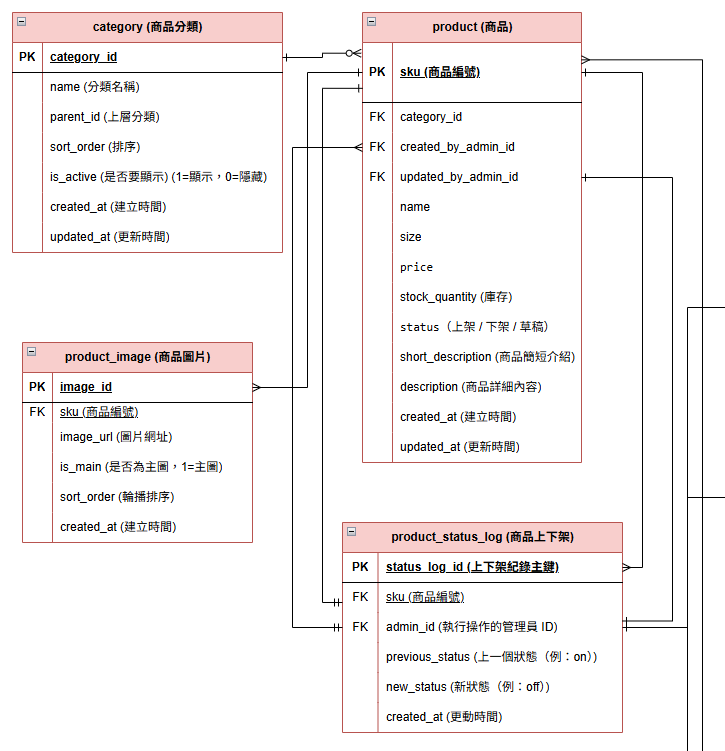 category (商品分類)
PK category_id
name (分類名稱)
parent_id (上層分類)
sort_order (排序)
is_active (是否要顯示) (1=顯示，0=隱藏)
created_at (建立時間)
updated_at (更新時間)
product (商品)
PK sku (商品編號)
FK category_id
FK created_by_admin_id
FK updated_by_admin_id
name
size
price
stock_quantity (庫存)
status（上架 / 下架 / 草稿）
short_description (商品簡短介紹)
description (商品詳細內容)
created_at (建立時間)
updated_at (更新時間)
product_image (商品圖片)
PK image_id
FK sku (商品編號)
image_url (圖片網址)
is_main (是否為主圖，1=主圖)
sort_order (輪播排序)
created_at (建立時間)
product_status_log (商品上下架)
PK status_log_id (上下架紀錄主鍵)
FK sku (商品編號)
FK admin_id (執行操作的管理員 ID)
previous_status (上一個狀態（例：on）)
new_status (新狀態（例：off）)
created_at (更動時間)